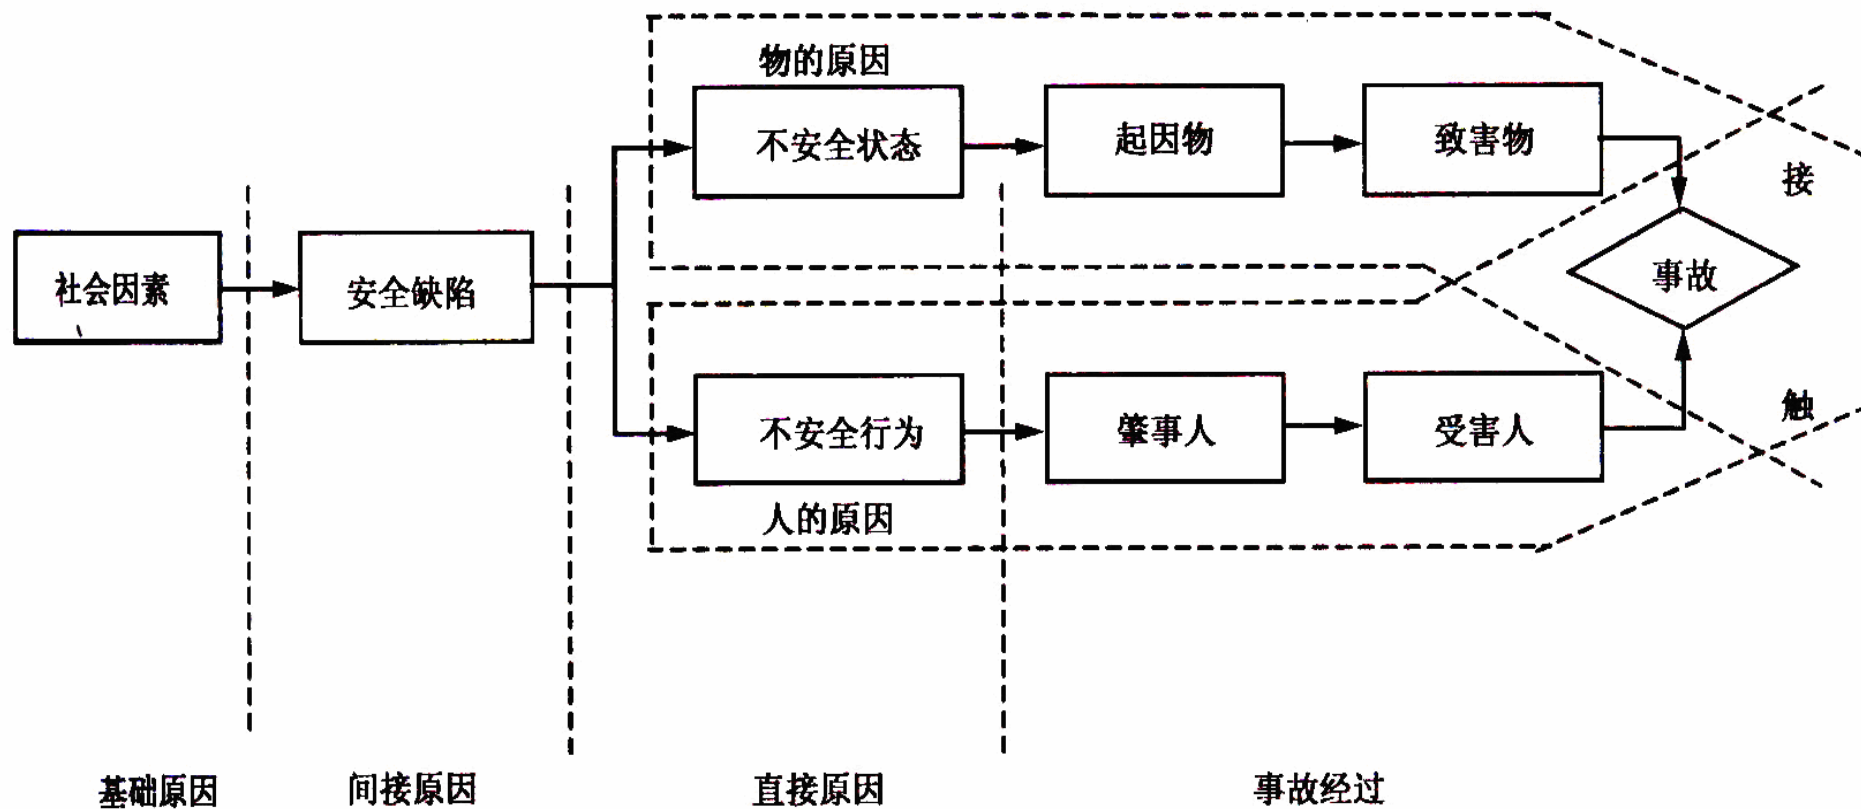 物的原因
不安全状态
起因物
致害物
接
社会因素
安全缺陷
事故
触
不安全行为
肇事人
受害人
人的原因
基础原因
间接原因
直接原因
事故经过